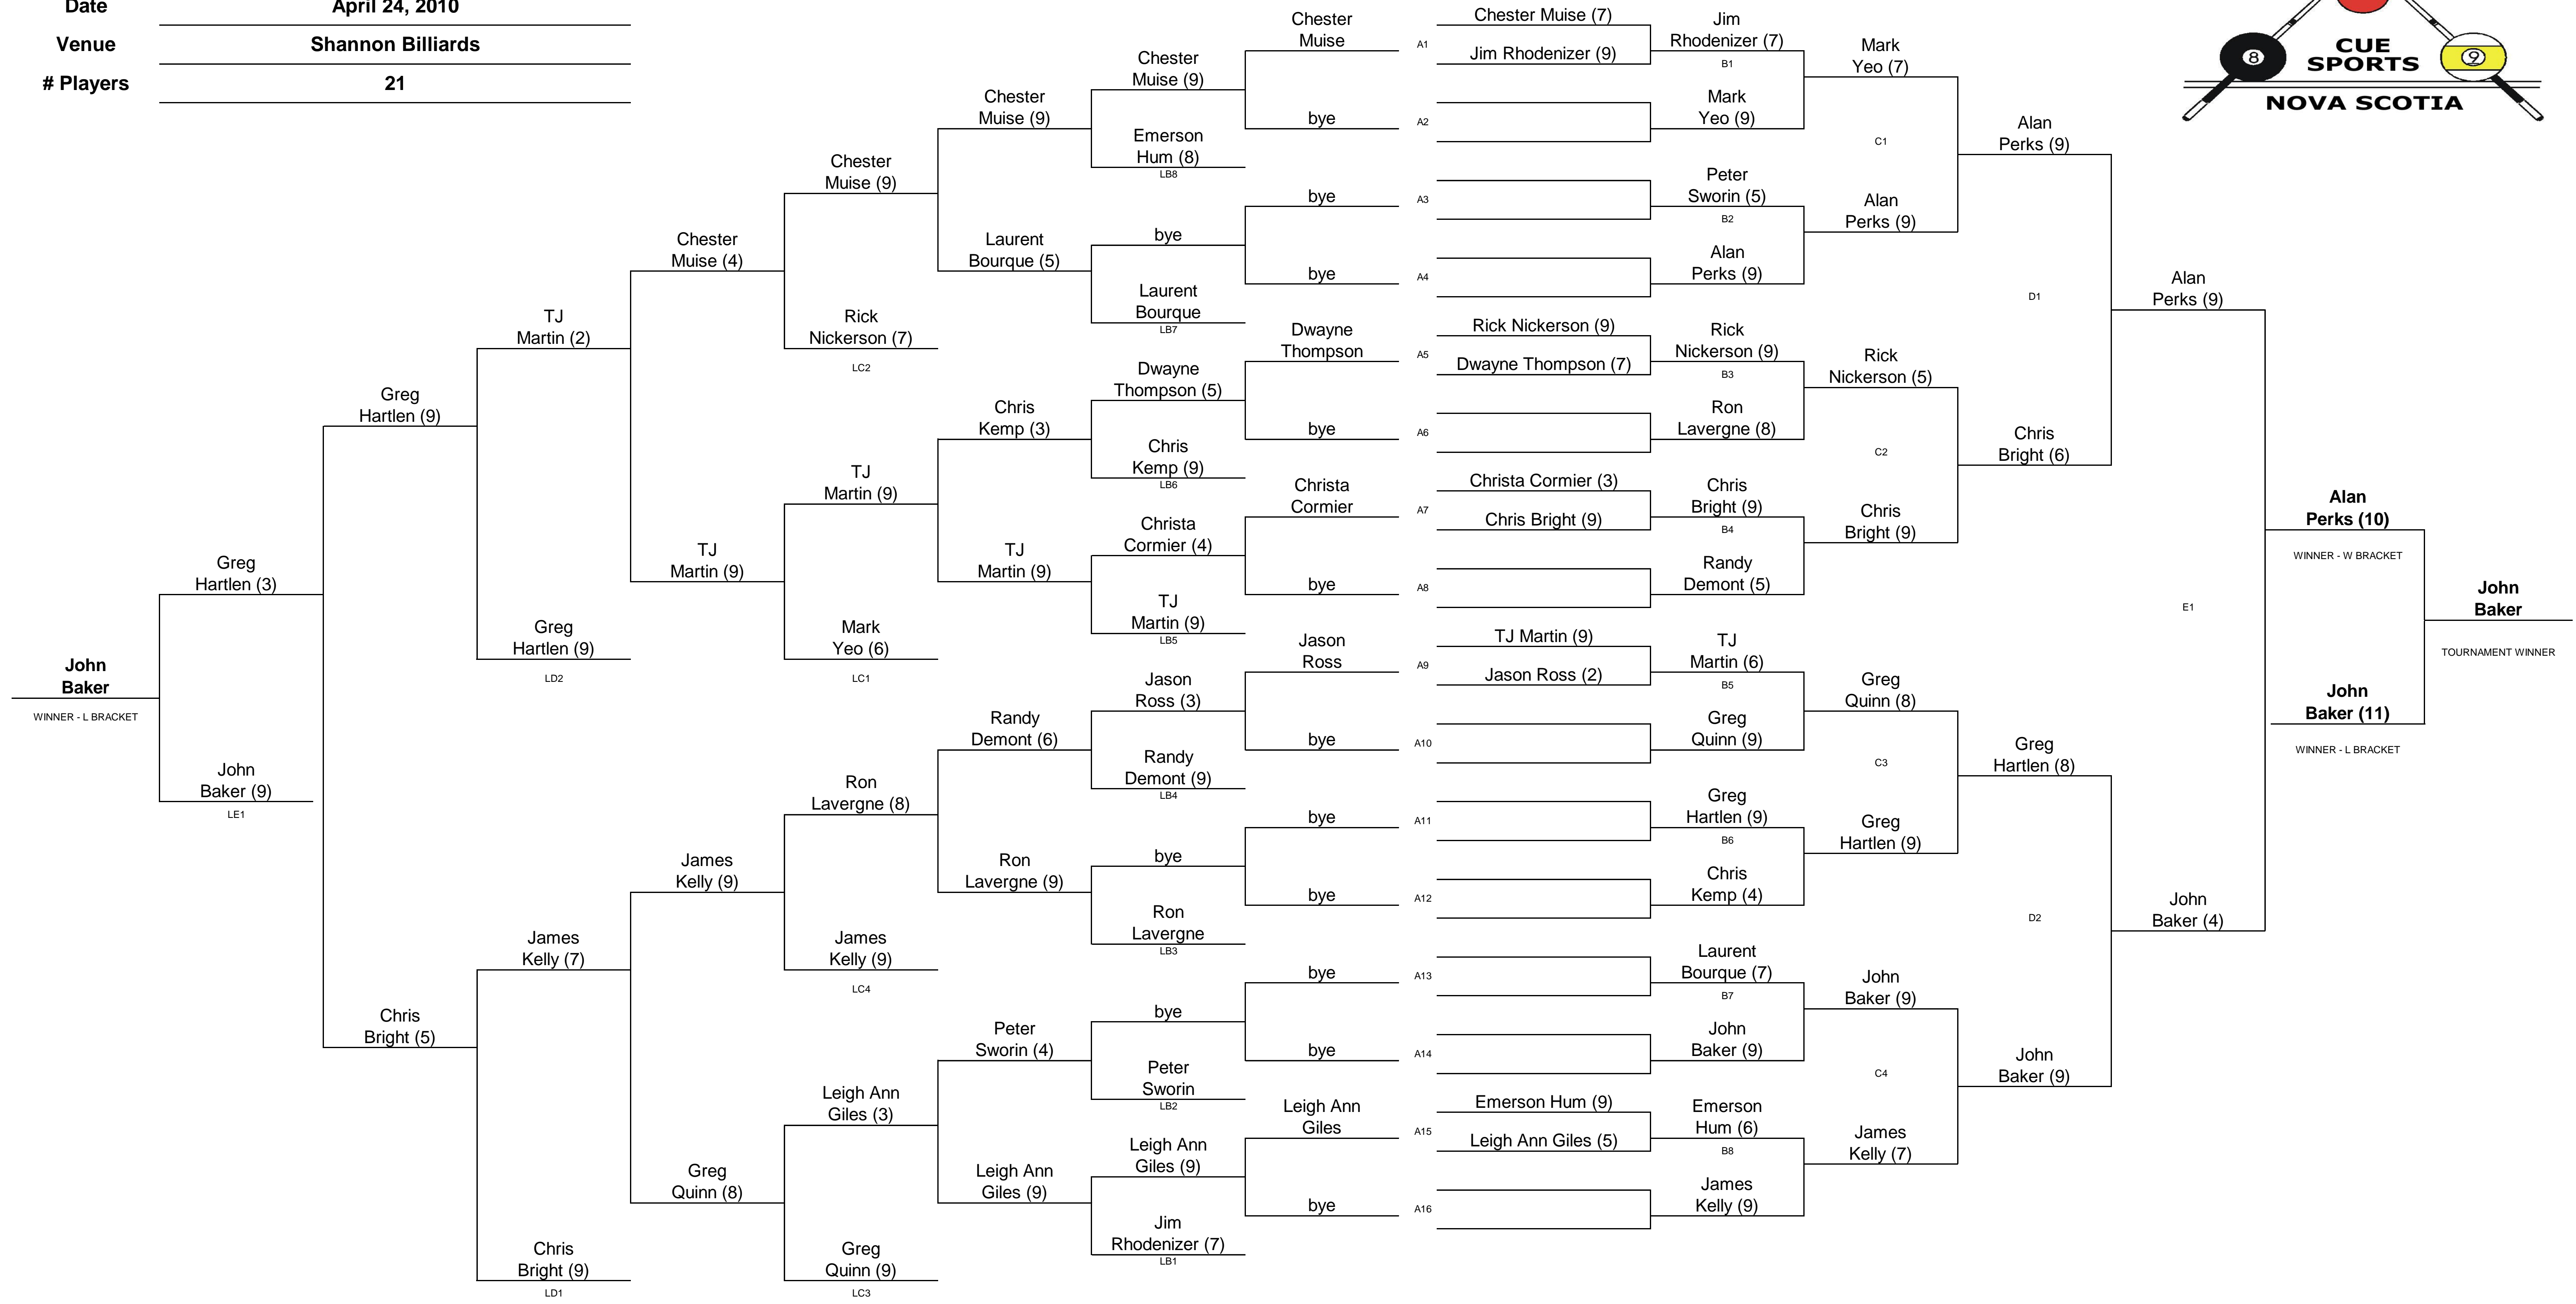 Date
April 24, 2010
Venue
Shannon Billiards
# Players
21
8
9
CUE
SPORTS
NOVA SCOTIA
John
Baker
WINNER - L BRACKET
Greg
Hartlen (3)
John
Baker (9)
LE1
Greg
Hartlen (9)
Chris
Bright (5)
TJ
Martin (2)
Greg
Hartlen (9)
LD2
James
Kelly (7)
Chris
Bright (9)
LD1
Chester
Muise (4)
TJ
Martin (9)
James
Kelly (9)
Greg
Quinn (8)
Chester
Muise (9)
Rick
Nickerson (7)
LC2
TJ
Martin (9)
Mark
Yeo (6)
LC1
Ron
Lavergne (8)
James
Kelly (9)
LC4
Leigh Ann
Giles (3)
Greg
Quinn (9)
LC3
Chester
Muise (9)
Laurent
Bourque (5)
Chris
Kemp (3)
TJ
Martin (9)
Randy
Demont (6)
Ron
Lavergne (9)
Peter
Sworin (4)
Leigh Ann
Giles (9)
Chester
Muise (9)
Emerson
Hum (8)
LB8
bye
Laurent
Bourque
LB7
Dwayne
Thompson (5)
Chris
Kemp (9)
LB6
Christa
Cormier (4)
TJ
Martin (9)
LB5
Jason
Ross (3)
Randy
Demont (9)
LB4
bye
Ron
Lavergne
LB3
bye
Peter
Sworin
LB2
Leigh Ann
Giles (9)
Jim
Rhodenizer (7)
LB1
Chester
Muise
bye
bye
bye
Dwayne
Thompson
bye
Christa
Cormier
bye
Jason
Ross
bye
bye
bye
bye
bye
Leigh Ann
Giles
bye
A1
A2
A3
A4
A5
A6
A7
A8
A9
A10
A11
A12
A13
A14
A15
A16
Chester Muise (7)
Jim Rhodenizer (9)
Rick Nickerson (9)
Dwayne Thompson (7)
Christa Cormier (3)
Chris Bright (9)
TJ Martin (9)
Jason Ross (2)
Emerson Hum (9)
Leigh Ann Giles (5)
Jim
Rhodenizer (7)
B1
Mark
Yeo (9)
Peter
Sworin (5)
B2
Alan
Perks (9)
Rick
Nickerson (9)
B3
Ron
Lavergne (8)
Chris
Bright (9)
B4
Randy
Demont (5)
TJ
Martin (6)
B5
Greg
Quinn (9)
Greg
Hartlen (9)
B6
Chris
Kemp (4)
Laurent
Bourque (7)
B7
John
Baker (9)
Emerson
Hum (6)
B8
James
Kelly (9)
Mark
Yeo (7)
C1
Alan
Perks (9)
Rick
Nickerson (5)
C2
Chris
Bright (9)
Greg
Quinn (8)
C3
Greg
Hartlen (9)
John
Baker (9)
C4
James
Kelly (7)
Alan
Perks (9)
D1
Chris
Bright (6)
Greg
Hartlen (8)
D2
John
Baker (9)
Alan
Perks (9)
E1
John
Baker (4)
Alan
Perks (10)
WINNER - W BRACKET
John
Baker (11)
WINNER - L BRACKET
John
Baker
TOURNAMENT WINNER